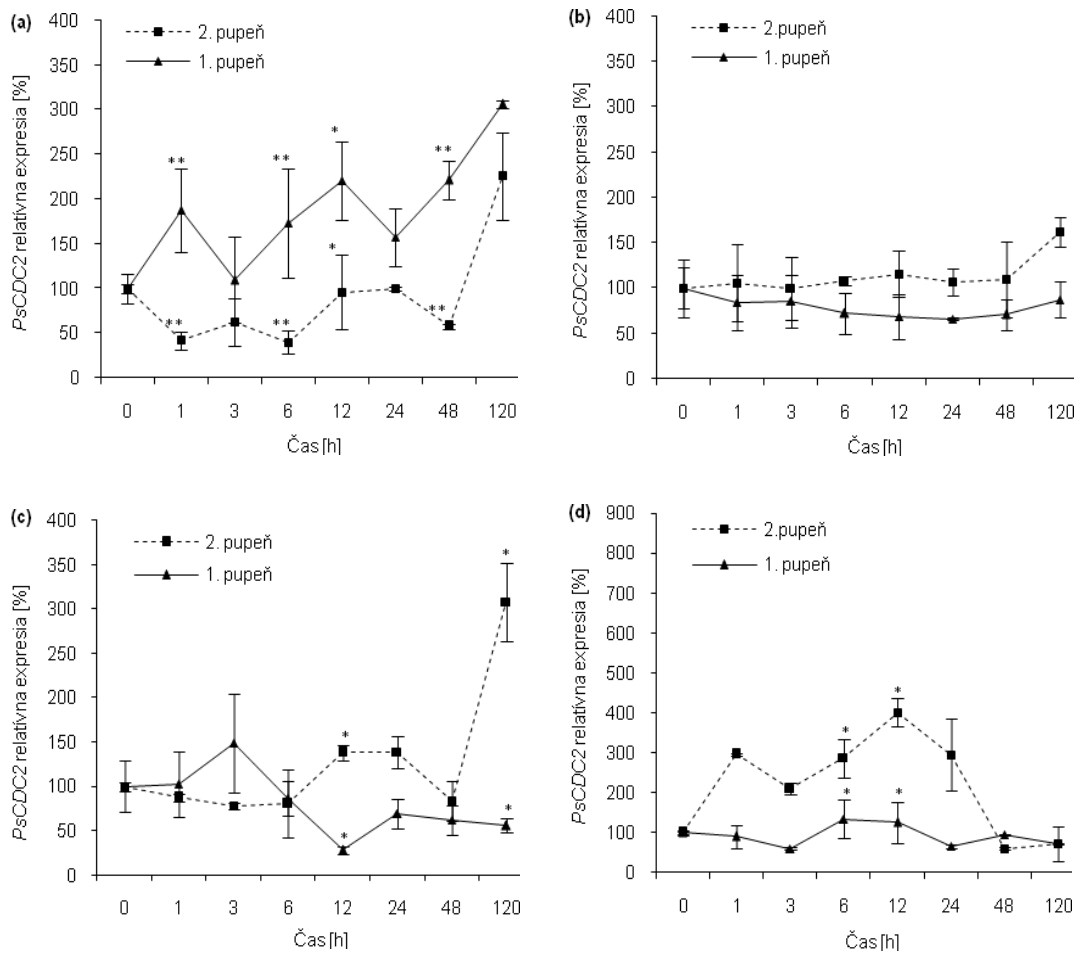 (a)
PsCDC2 relatívna expresia [%]
400
350
300
250
200
150
100
50
0
2. pupeň
1. pupeň
**
**
*
**
**
**
*
**
0 1 3 6 12 24 48 120
Čas [h]
(b)
PsCDC2 relatívna expresia [%]
400
350
300
250
200
150
100
50
0
2.pupeň
1. pupeň
0 1 3 6 12 24 48 120
Čas [h]
(c)
PsCDC2 relatívna expresia [%]
400
350
300
250
200
150
100
50
0
2. pupeň
1. pupeň
*
*
*
*
0 1 3 6 12 24 48 120
Čas [h]
(d)
PsCDC2 relatívna expresia [%]
900
800
700
600
500
400
300
200
100
0
2.pupeň
1. pupeň
*
*
*
*
0 1 3 6 12 24 48 120
Čas [h]